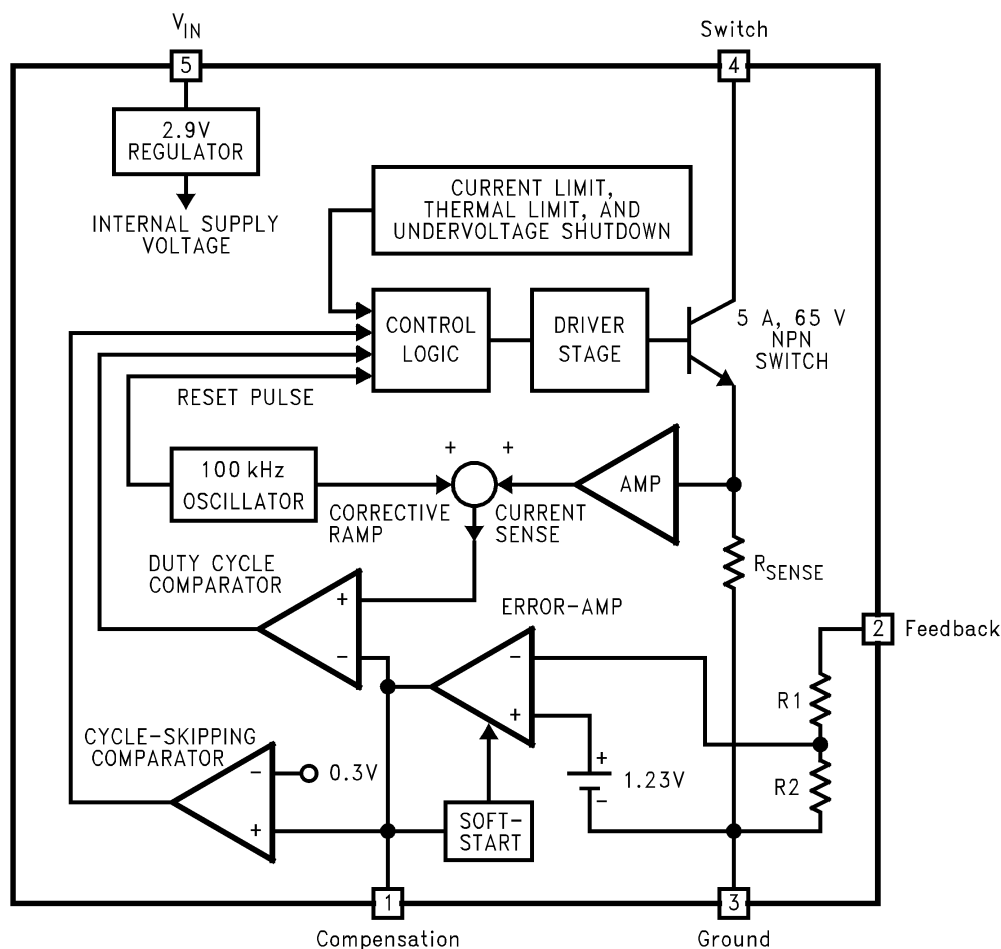 VIN
Switch
5
4
2.9V
REGULATOR
INTERNAL SUPPLY
VOLTAGE
CURRENT LIMIT,
THERMAL LIMIT, AND
UNDERVOLTAGE SHUTDOWN
CONTROL
LOGIC
DRIVER
STAGE
5 A, 65 V
NPN
SWITCH
RESET PULSE
100 kHz
OSCILLATOR
+
+
AMP
CORRECTIVE
RAMP
CURRENT
SENSE
RSENSE
DUTY CYCLE
COMPARATOR
+
−
ERROR-AMP
−
+
2
Feedback
R1
R2
CYCLE-SKIPPING
COMPARATOR
−
0.3V
+
SOFT-
START
+
1.23V
−
1
3
Compensation
Ground